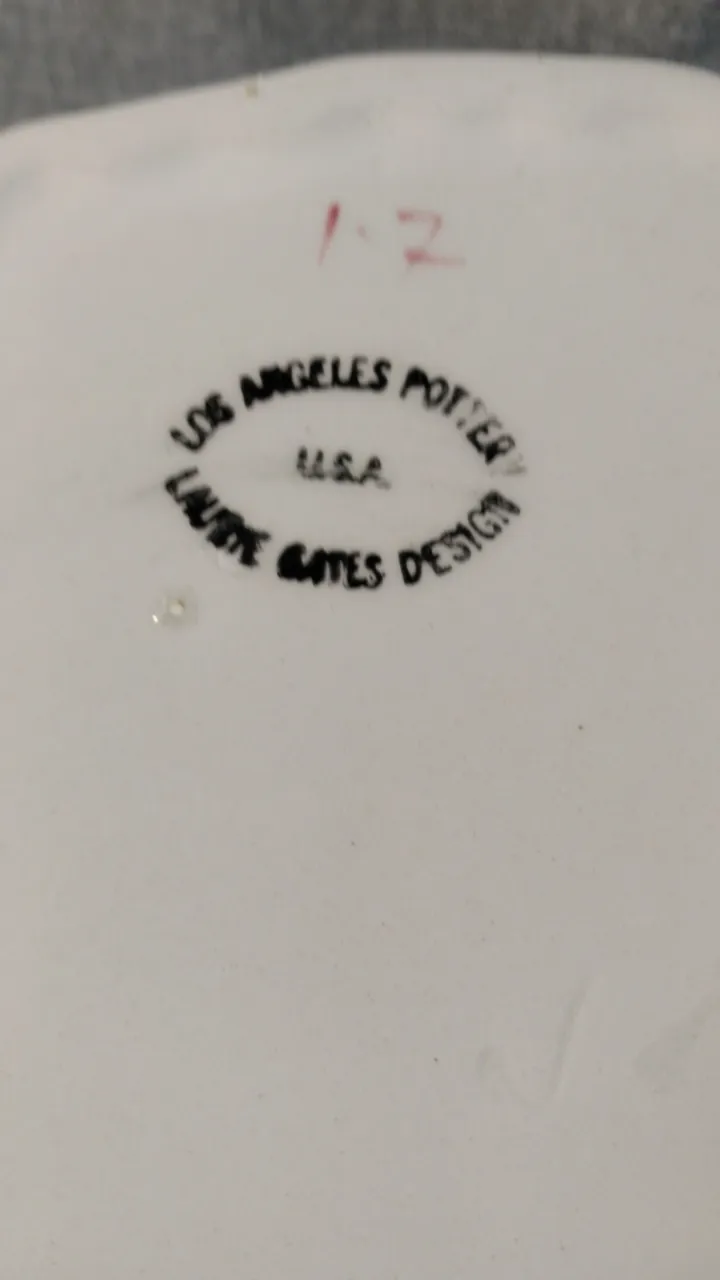 1-2
LOS ANGELES POTTERY
U.S.A.
LAURIE GATES DESIGN